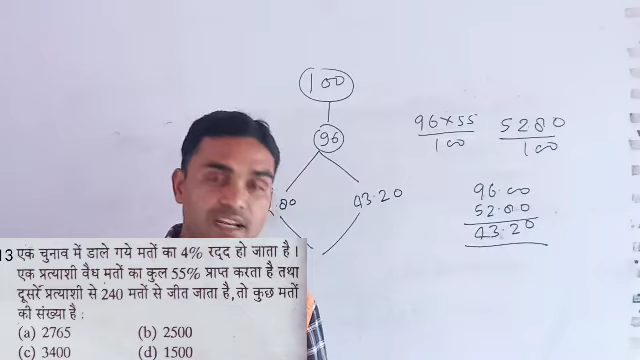 100
96
80
43.20
96×55
100
5280
100
96.00
52.80
43.20
13 एक चुनाव में डाले गये मतों का 4% रद्द हो जाता है।
एक प्रत्याशी वैध मतों का कुल 55% प्राप्त करता है तथा
दूसरें प्रत्याशी से 240 मतों से जीत जाता है, तो कुछ मतों
की संख्या है :
(a) 2765 (b) 2500
(c) 3400 (d) 1500